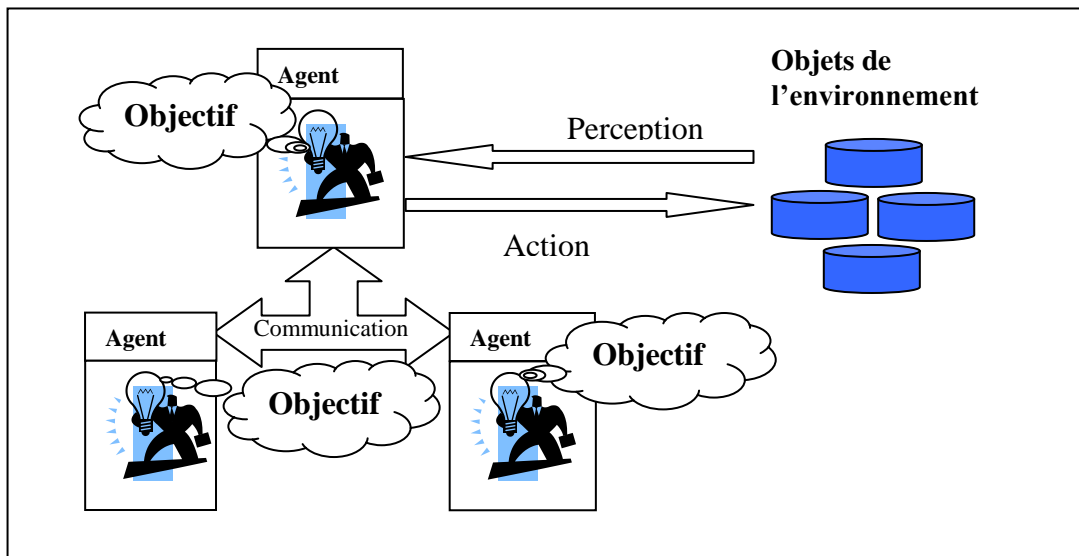 Agent
Objectif
Objets de
l’environnement
Perception
Action
Communication
Agent
Objectif
Agent
Objectif